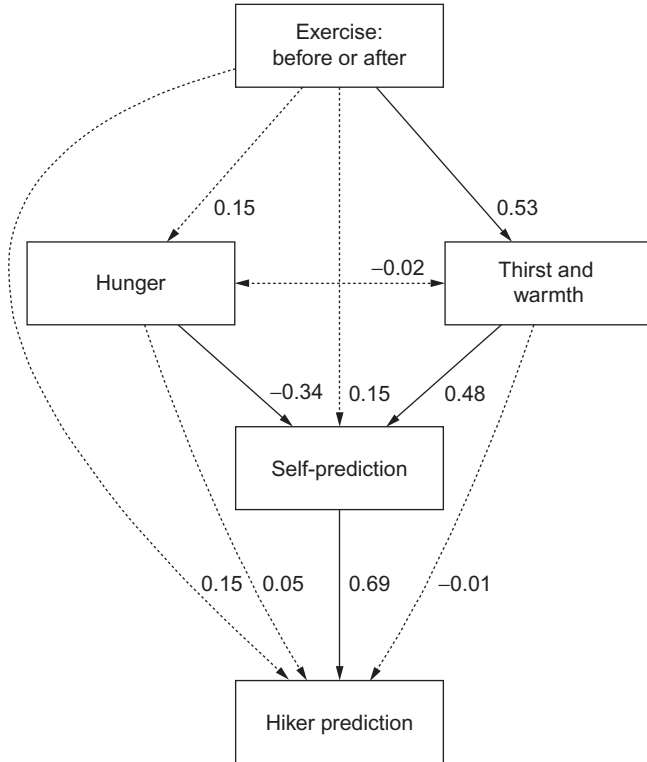 Exercise:
before or after
0.15
0.53
Hunger
–0.02
Thirst and
warmth
–0.34
0.15
0.48
Self-prediction
0.15
0.05
0.69
–0.01
Hiker prediction